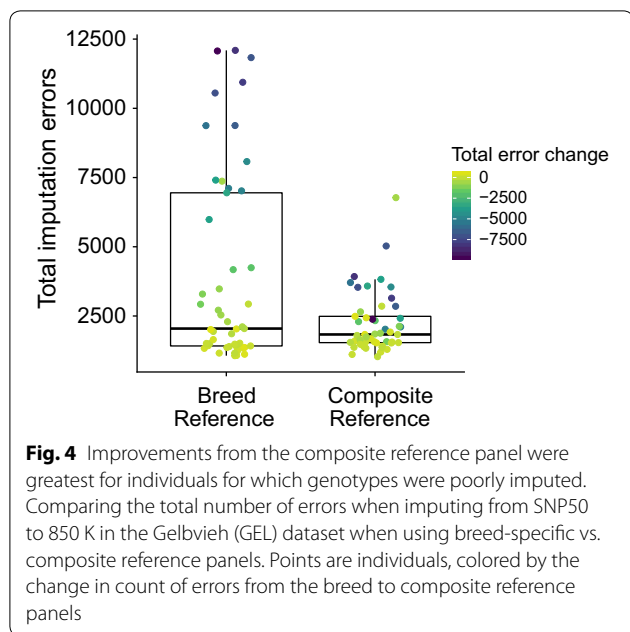 12500
10000
7500
5000
2500
Total imputation errors
Breed
Reference
Composite
Reference
Total error change
0
−2500
−5000
−7500
Fig. 4 Improvements from the composite reference panel were
greatest for individuals for which genotypes were poorly imputed.
Comparing the total number of errors when imputing from SNP50
to 850 K in the Gelbvieh (GEL) dataset when using breed-specific vs.
composite reference panels. Points are individuals, colored by the
change in count of errors from the breed to composite reference
panels